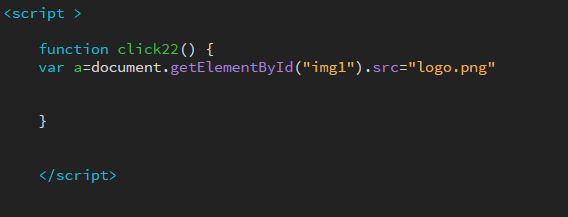 <script >
function click22() {
var a=document.getElementById("img1").src="logo.png"
}
</script>